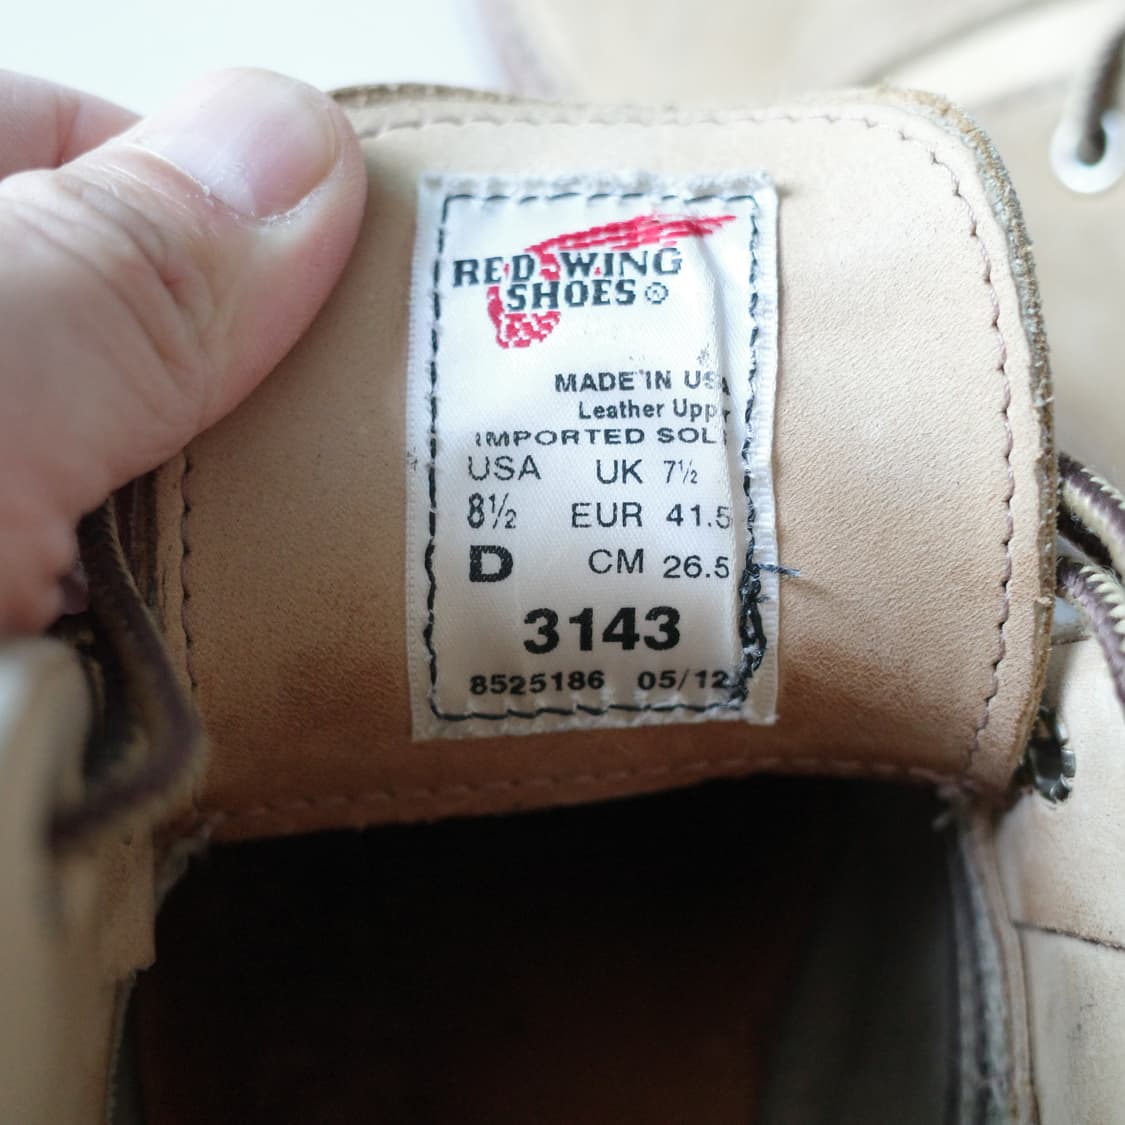 RED WING
SHOES ®
MADE IN USA
Leather Upp
IMPORTED SOL
USA UK 7½
8½ EUR 41.5
D CM 26.5
3143
8525186 05/12